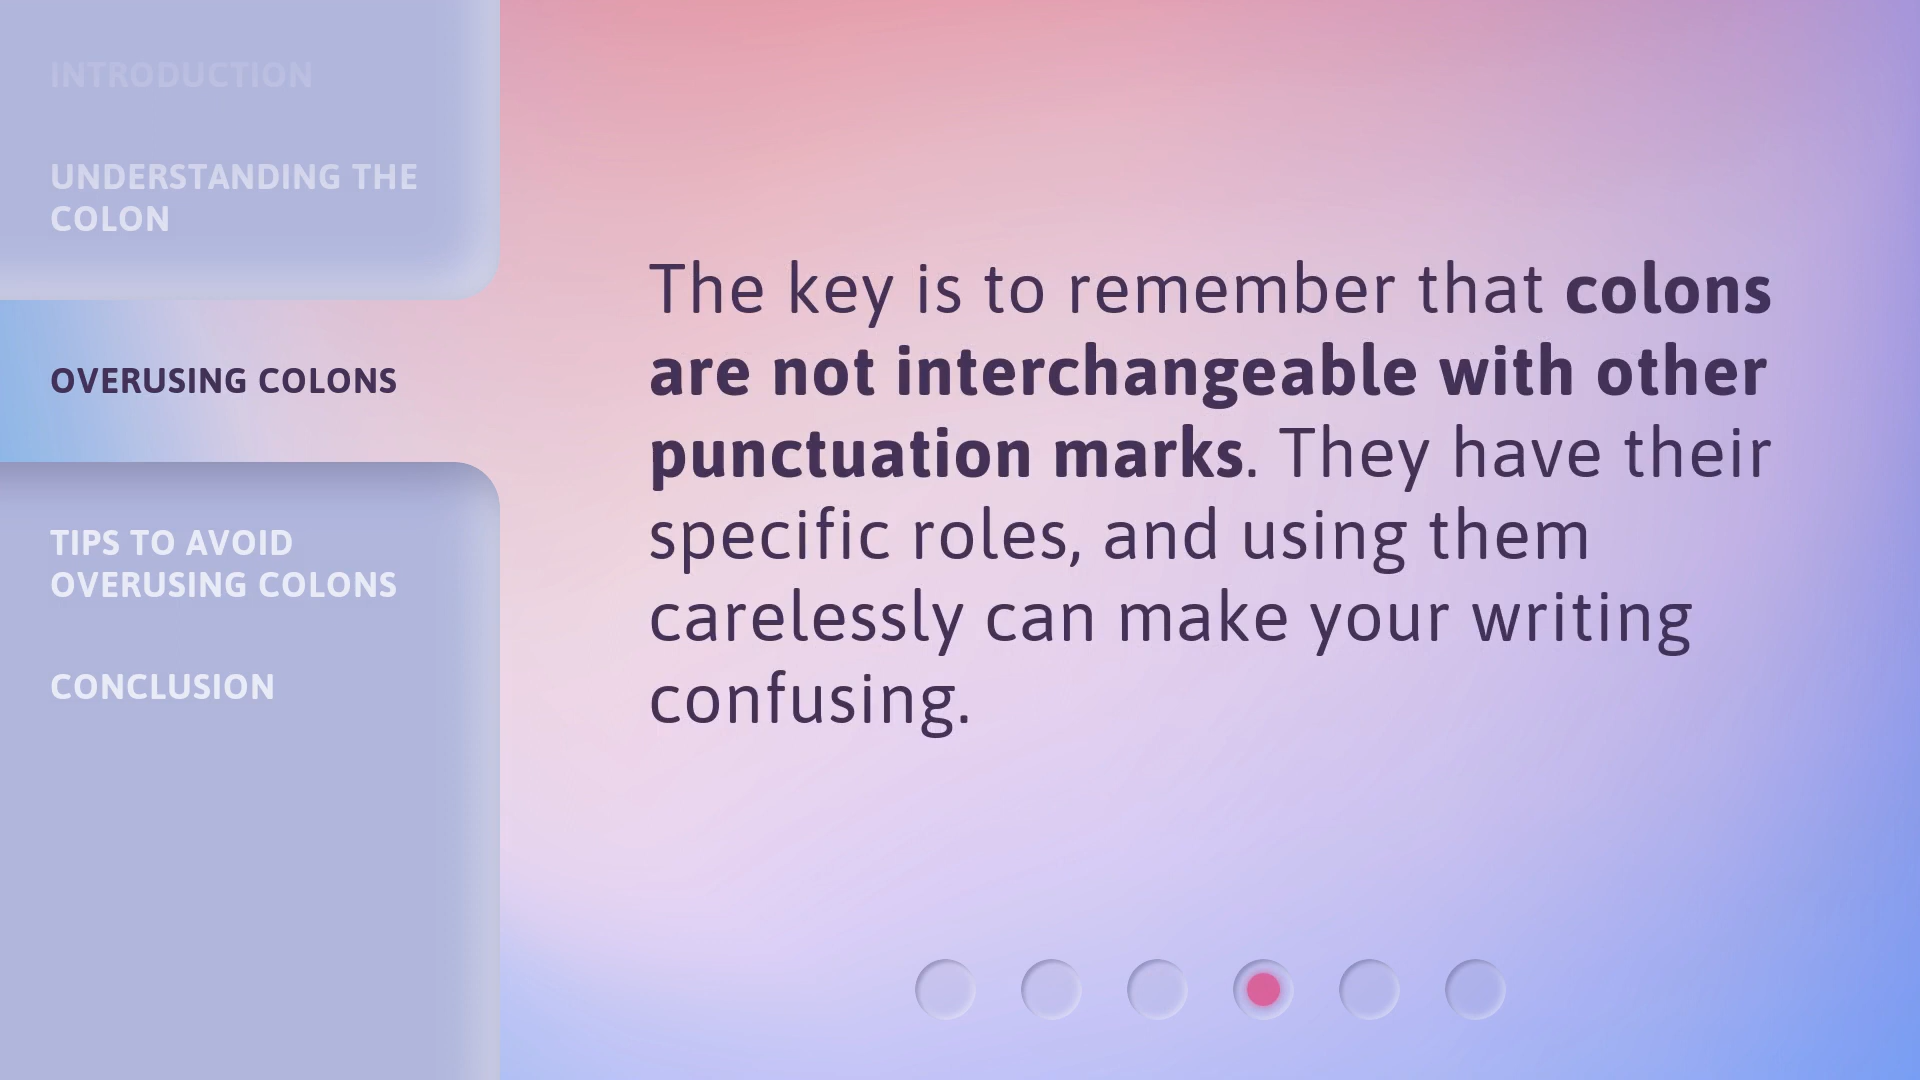 INTRODUCTION
UNDERSTANDING THE
COLON
OVERUSING COLONS
TIPS TO AVOID
OVERUSING COLONS
CONCLUSION
The key is to remember that colons
are not interchangeable with other
punctuation marks. They have their
specific roles, and using them
carelessly can make your writing
confusing.